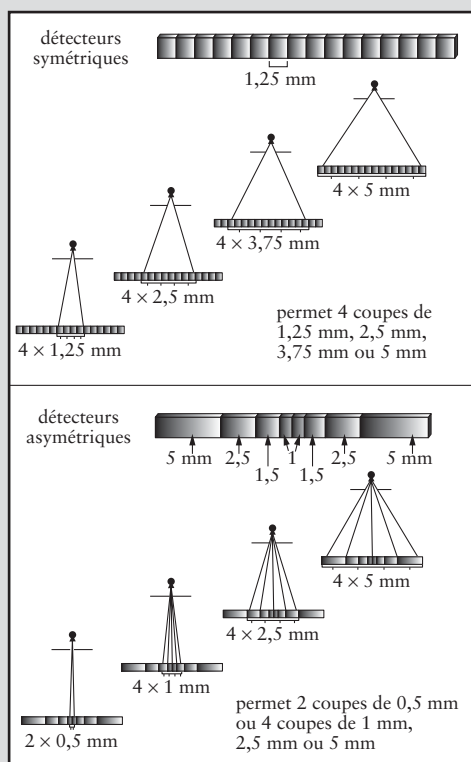 détecteurs
symétriques
1,25 mm
4 × 5 mm
4 × 3,75 mm
4 × 2,5 mm
4 × 1,25 mm
permet 4 coupes de
1,25 mm, 2,5 mm,
3,75 mm ou 5 mm
détecteurs
asymétriques
5 mm 2,5 1,5 1 1,5 2,5 5 mm
4 × 5 mm
4 × 2,5 mm
4 × 1 mm
2 × 0,5 mm
permet 2 coupes de 0,5 mm
ou 4 coupes de 1 mm,
2,5 mm ou 5 mm